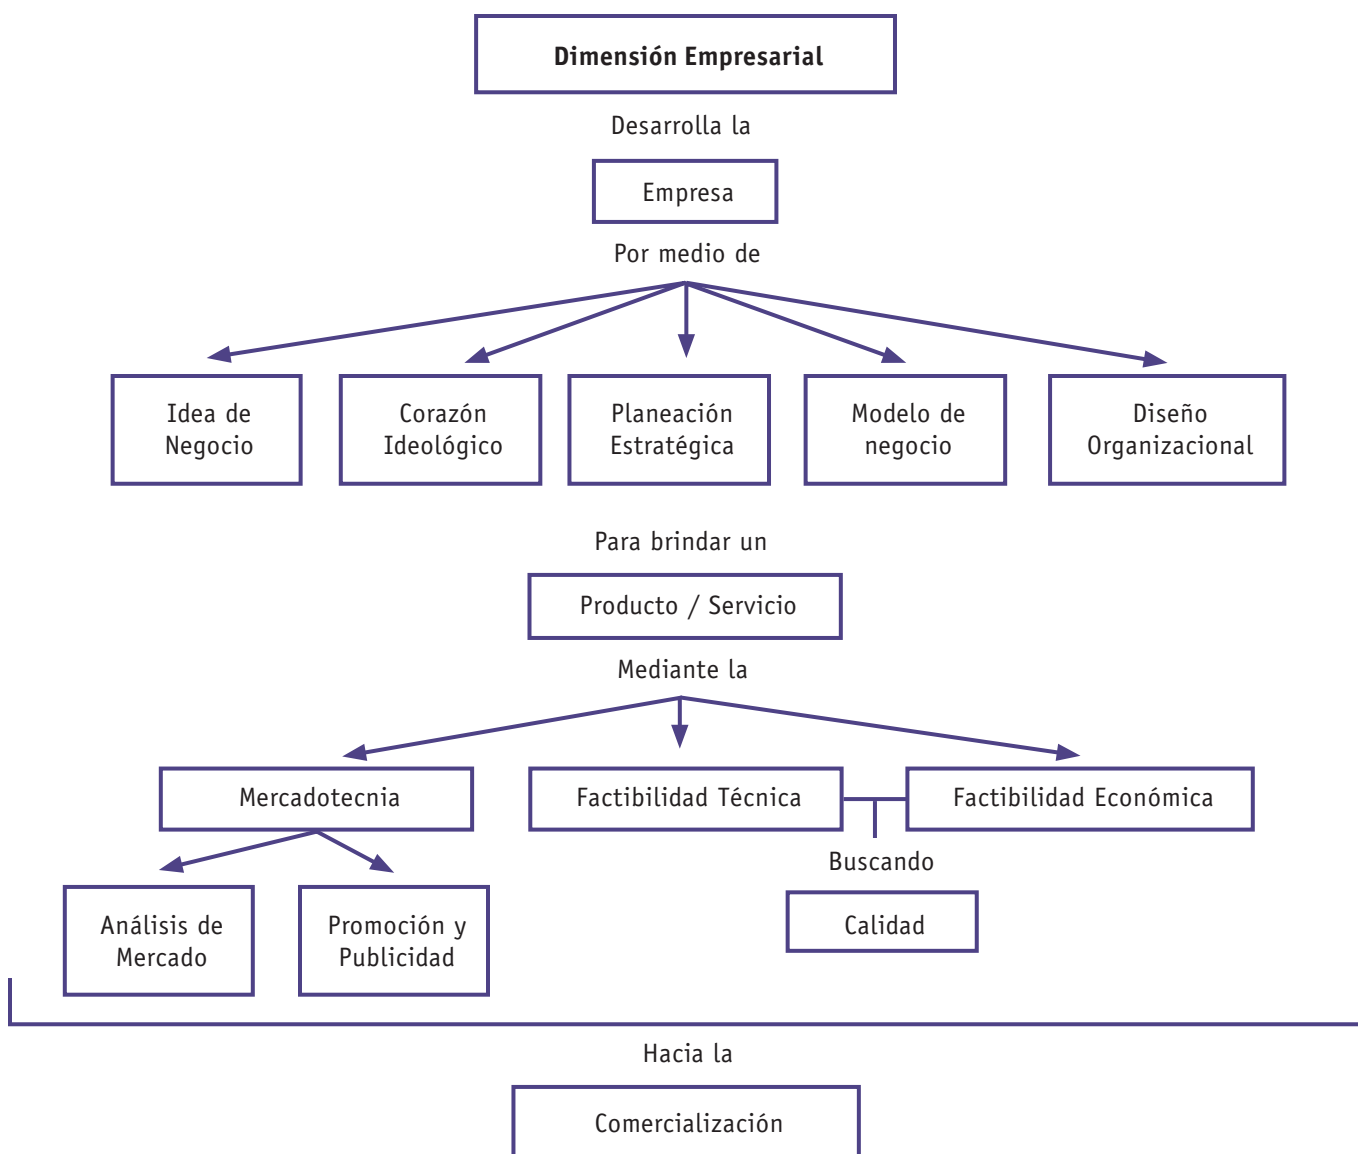 Dimensión Empresarial
Desarrolla la
Empresa
Por medio de
Idea de
Negocio
Corazón
Ideológico
Planeación
Estratégica
Modelo de
negocio
Diseño
Organizacional
Para brindar un
Producto / Servicio
Mediante la
Mercadotecnia
Factibilidad Técnica
Factibilidad Económica
Buscando
Calidad
Análisis de
Mercado
Promoción y
Publicidad
Hacia la
Comercialización